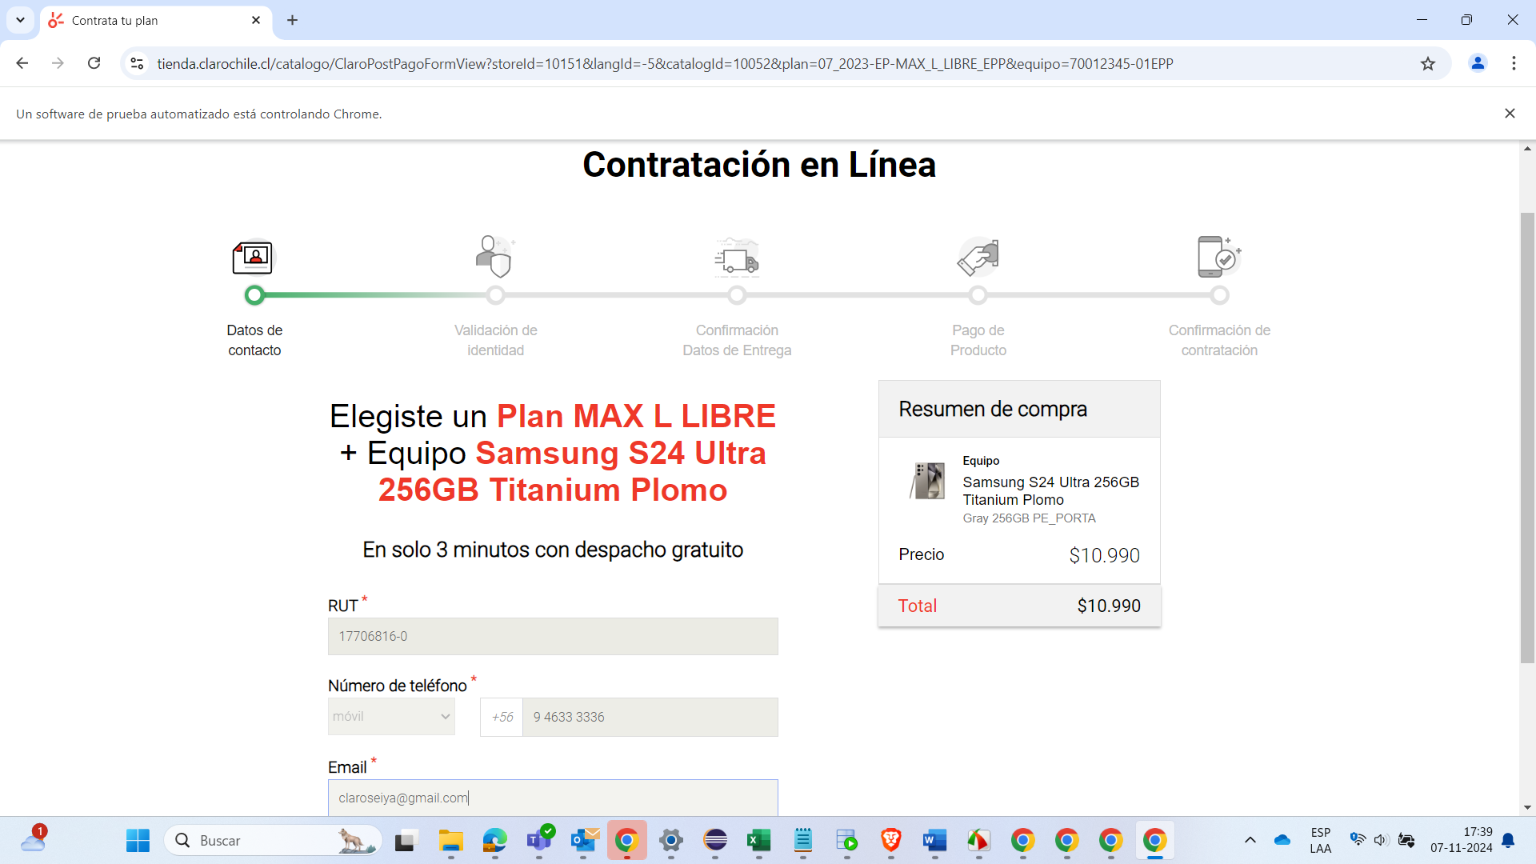 Contrata tu plan
tienda.clarochile.cl/catalogo/ClaroPostPagoFormView?storeId=10151&langId=-5&catalogId=10052&plan=07_2023-EP-MAX_L_LIBRE_EPP&equipo=70012345-01EPP
Un software de prueba automatizado está controlando Chrome.
Contratación en Línea
Datos de
contacto
Validación de
identidad
Confirmación
Datos de Entrega
Pago de
Producto
Confirmación de
contratación
Elegiste un Plan MAX L LIBRE
+ Equipo Samsung S24 Ultra
256GB Titanium Plomo
En solo 3 minutos con despacho gratuito
RUT *
17706816-0
Número de teléfono *
móvil
+56
9 4633 3336
Email *
claroseiya@gmail.com
Resumen de compra
Equipo
Samsung S24 Ultra 256GB
Titanium Plomo
Gray 256GB PE_PORTA
Precio $10.990
Total $10.990
1
Buscar
ESP
LAA
17:39
07-11-2024